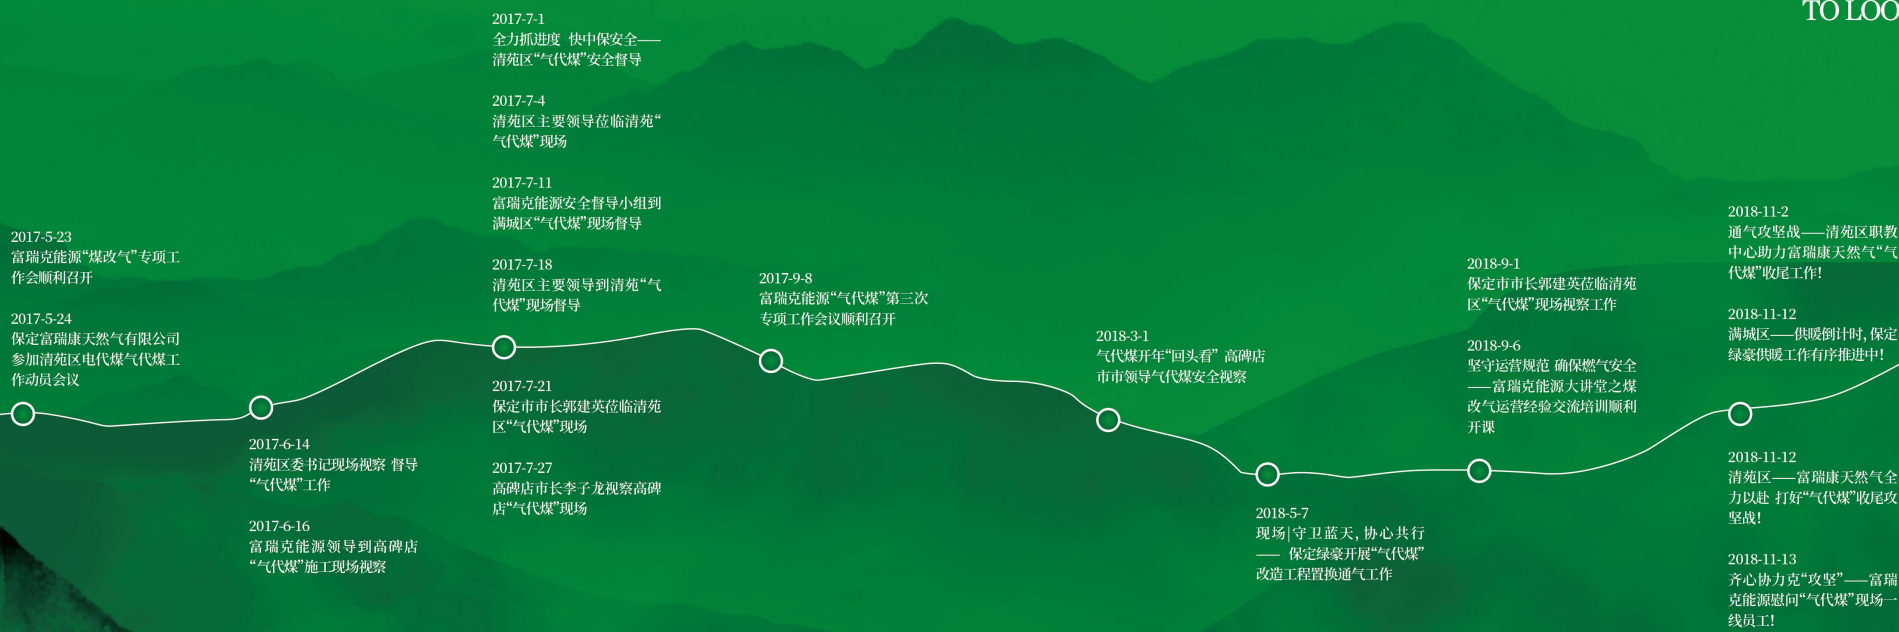 TO LOO
2017-5-23
富瑞克能源“煤改气”专项工
作会顺利召开
2017-5-24
保定富瑞康天然气有限公司
参加清苑区电代煤气代煤工
作动员会议
2017-6-14
清苑区委书记现场视察 督导
“气代煤”工作
2017-6-16
富瑞克能源领导到高碑店
“气代煤”施工现场视察
2017-7-1
全力抓进度 快中保安全——
清苑区“气代煤”安全督导
2017-7-4
清苑区主要领导莅临清苑“
气代煤”现场
2017-7-11
富瑞克能源安全督导小组到
满城区“气代煤”现场督导
2017-7-18
清苑区主要领导到清苑“气
代煤”现场督导
2017-7-21
保定市市长郭建英莅临清苑
区“气代煤”现场
2017-7-27
高碑店市长李子龙视察高碑
店“气代煤”现场
2017-9-8
富瑞克能源“气代煤”第三次
专项工作会议顺利召开
2018-3-1
气代煤开年“回头看” 高碑店
市市领导气代煤安全视察
2018-5-7
现场|守卫蓝天，协心共行
—— 保定绿豪开展“气代煤”
改造工程置换通气工作
2018-9-1
保定市市长郭建英莅临清苑
区“气代煤”现场视察工作
2018-9-6
坚守运营规范 确保燃气安全
——富瑞克能源大讲堂之煤
改气运营经验交流培训顺利
开课
2018-11-2
通气攻坚战——清苑区职教
中心助力富瑞康天然气“气
代煤”收尾工作！
2018-11-12
满城区——供暖倒计时，保定
绿豪供暖工作有序推进中！
2018-11-12
清苑区——富瑞康天然气全
力以赴 打好“气代煤”收尾攻
坚战！
2018-11-13
齐心协力克“攻坚”——富瑞
克能源慰问“气代煤”现场一
线员工！